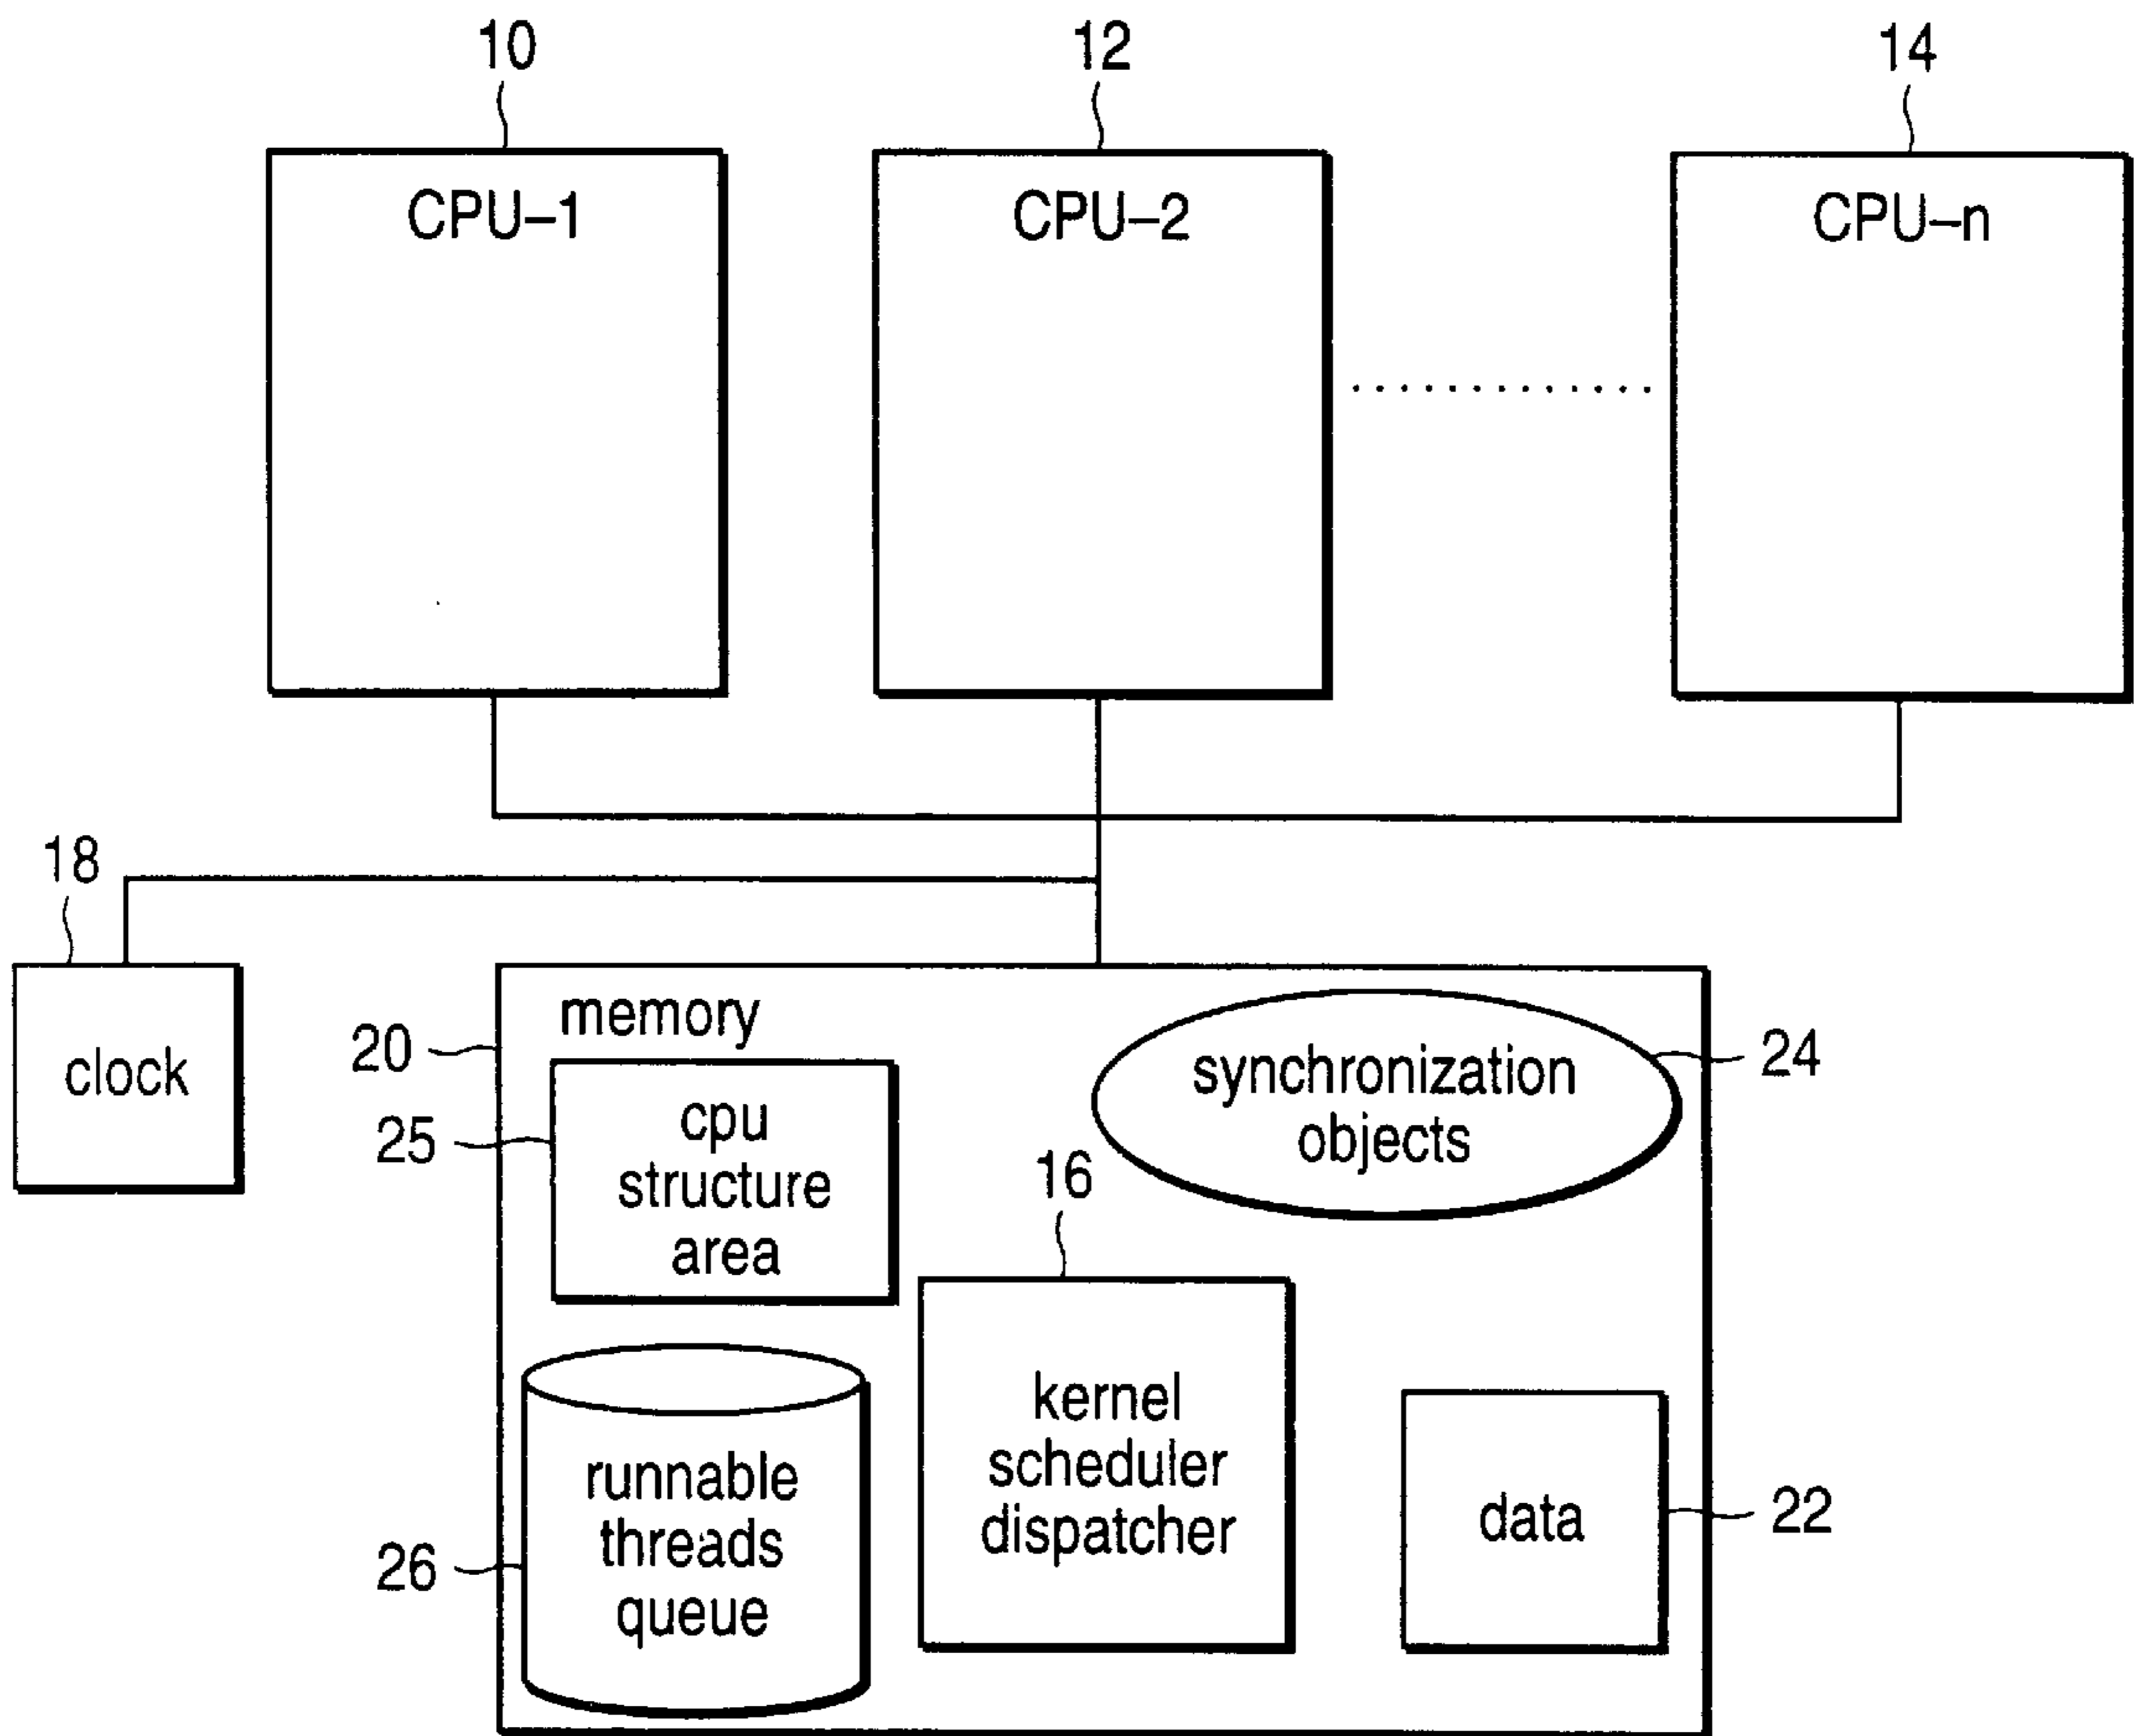 10
12
14
CPU–1
CPU–2
CPU–n
18
clock
20
memory
25
cpu
structure
area
synchronization
objects
24
16
kernel
scheduler
dispatcher
26
runnable
threads
queue
data
22